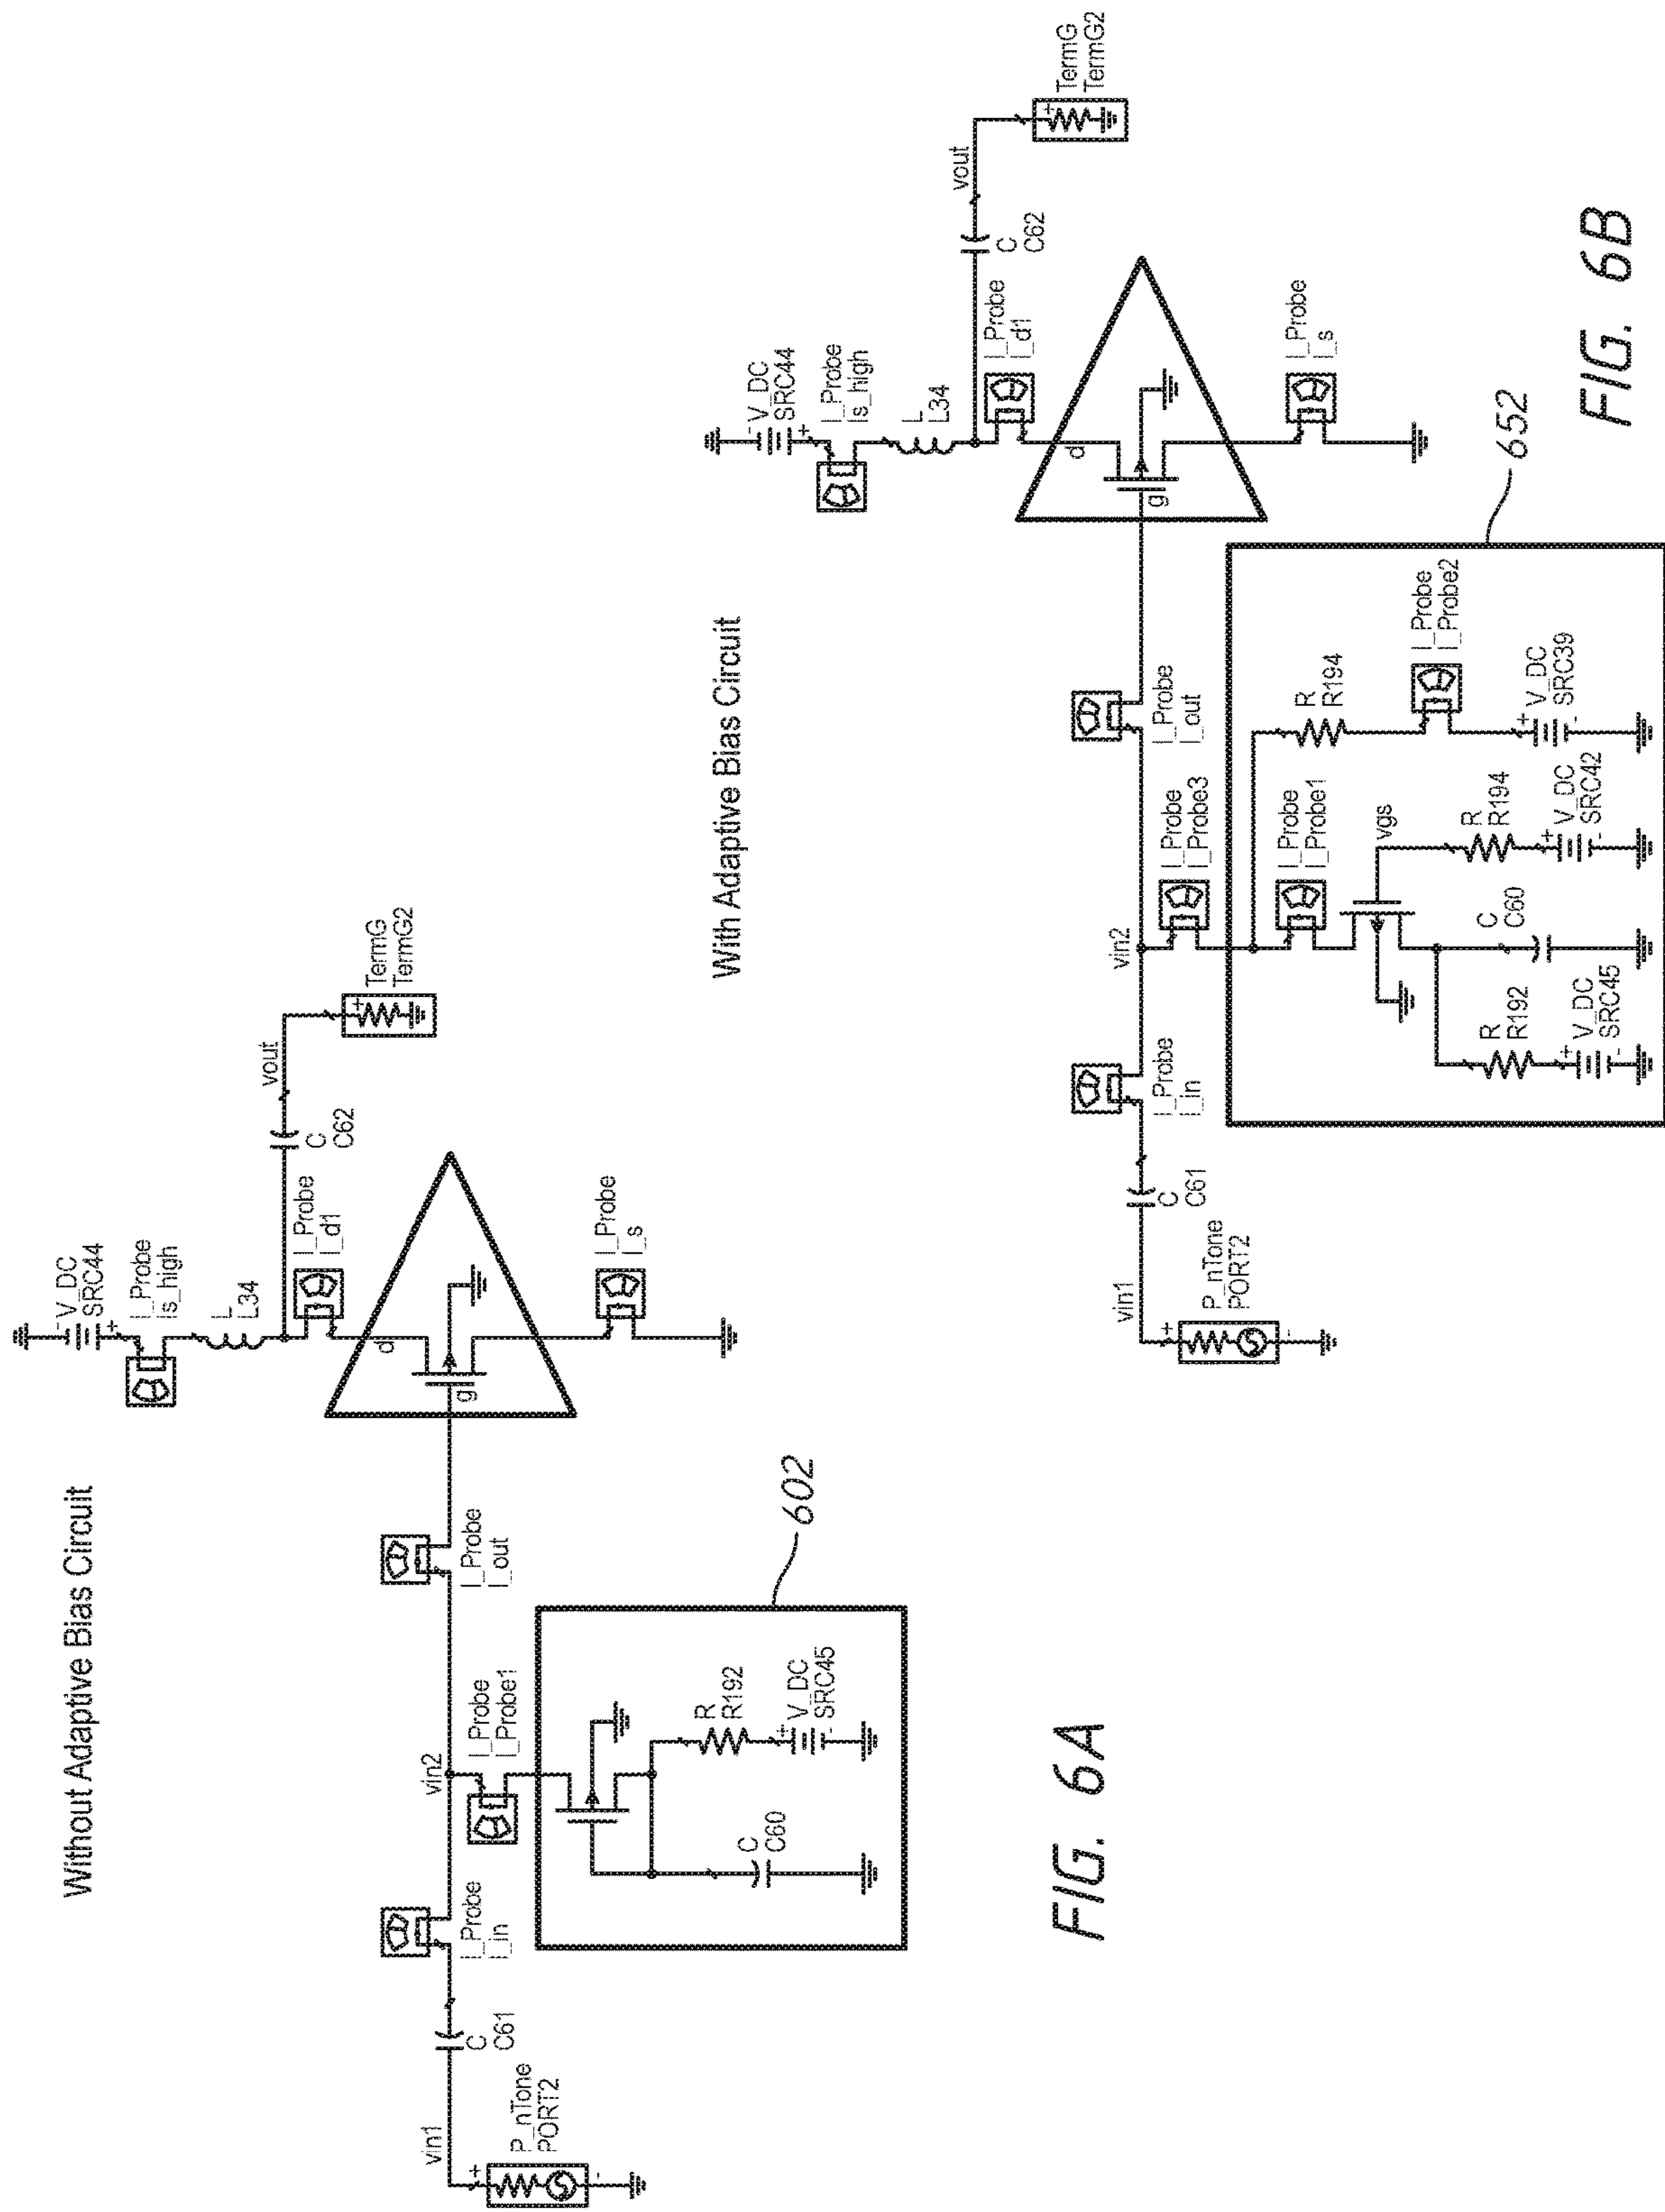 Without Adaptive Bias Circuit
V_DC
SRC44
-
+
I_Probe
Is_high
L
L34
I_Probe
I_d1
C
C62
vout
TermG
TermG2
+
d
g
I_Probe
I_s
vin1
P_nTone
PORT2
+
-
C
C61
I_Probe
I_in
vin2
I_Probe
I_out
I_Probe
I_Probe1
C
C60
R
R192
V_DC
SRC45
+
-
602
FIG. 6A
With Adaptive Bias Circuit
V_DC
SRC44
-
+
I_Probe
Is_high
L
L34
I_Probe
I_d1
C
C62
vout
TermG
TermG2
+
d
g
I_Probe
I_s
vin1
P_nTone
PORT2
+
-
C
C61
I_Probe
I_in
vin2
I_Probe
I_out
I_Probe
I_Probe3
I_Probe
I_Probe1
R
R194
I_Probe
I_Probe2
vgs
R
R192
V_DC
SRC45
+
-
C
C60
R
R194
V_DC
SRC42
+
-
V_DC
SRC39
+
-
652
FIG. 6B